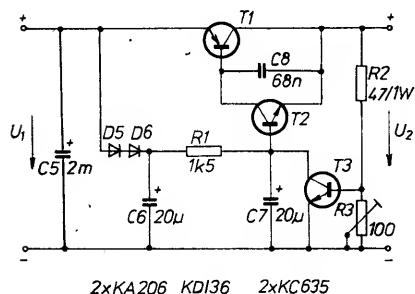 + T1 +
C8
68n
R2
47/1W
T2
U1
D5 D6
R1
1k5
U2
+
C5 2m
+
C6 20µ
+
C7 20µ
T3
R3
100
− −
2xKA206 KD136 2xKC635